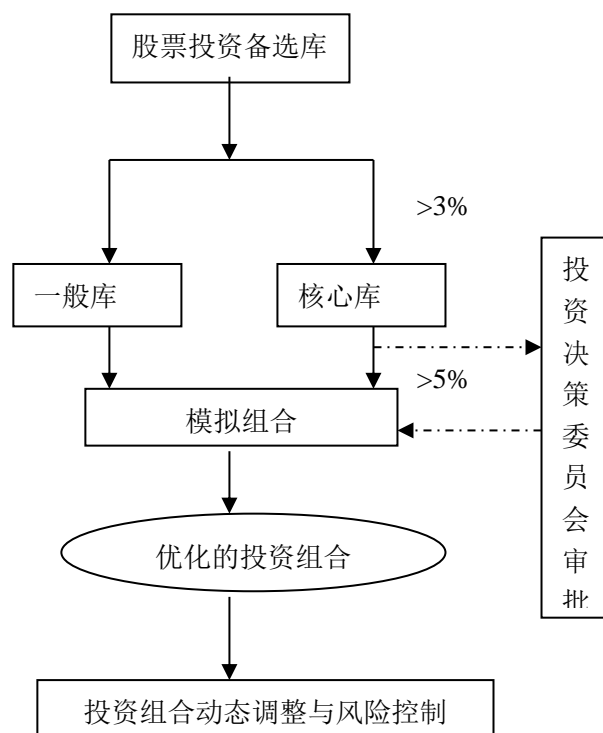 股票投资备选库
>3%
一般库
核心库
投
资
决
策
委
员
会
审
批
>5%
模拟组合
优化的投资组合
投资组合动态调整与风险控制